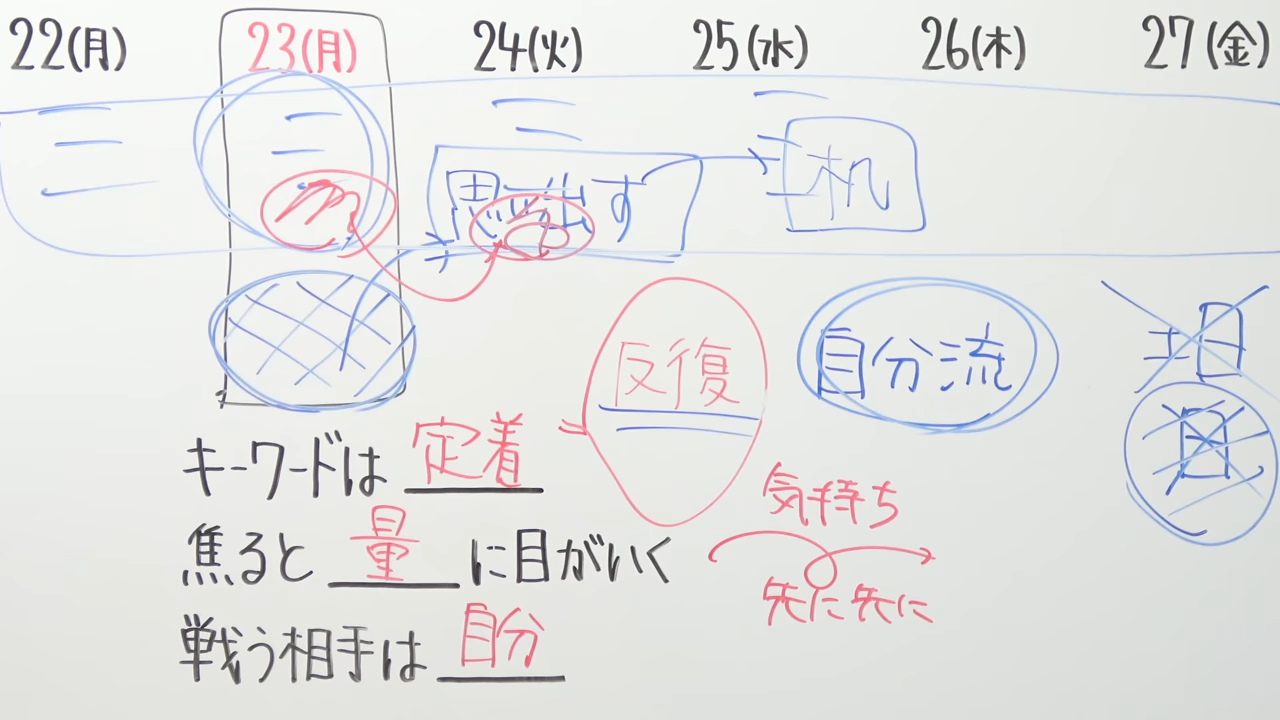 22(月) 23(月) 24(火) 25(水) 26(木) 27(金)
思い出す
机
反復
自分流
キーワードは 定着
焦ると 量 に目がいく
戦う相手は 自分
気持ち
先に先に